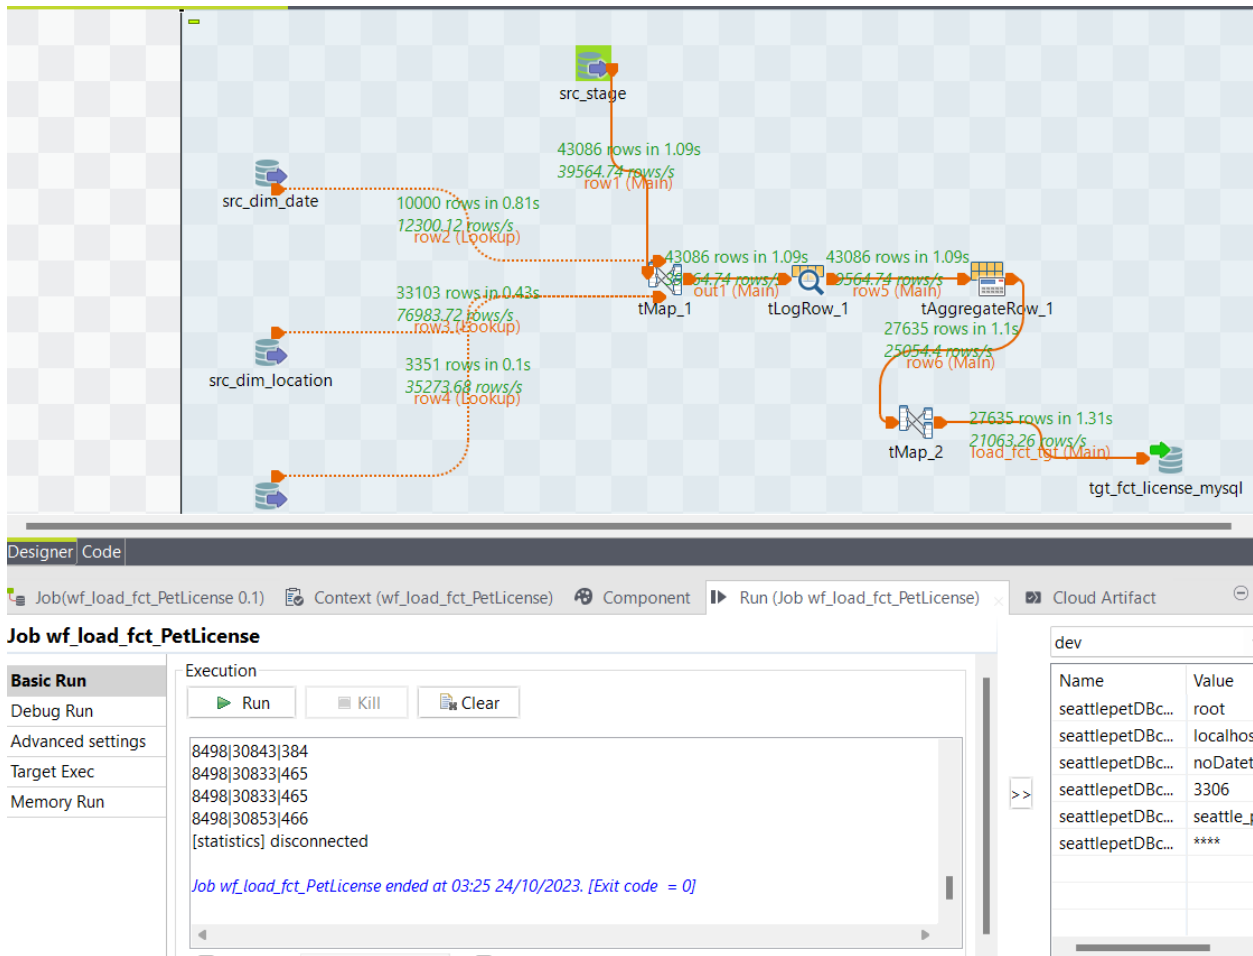 src_stage
43086 rows in 1.09s
39564.74 rows/s
row1 (Main)
src_dim_date
10000 rows in 0.81s
12300.12 rows/s
row2 (Lookup)
43086 rows in 1.09s
out1 (Main)
43086 rows in 1.09s
row5 (Main)
33103 rows in 0.43s
76983.72 rows/s
row3 (Lookup)
tMap_1
tLogRow_1
tAggregateRow_1
27635 rows in 1.1s
25054.4 rows/s
row6 (Main)
src_dim_location
3351 rows in 0.1s
35273.68 rows/s
row4 (Lookup)
27635 rows in 1.31s
21063.26 rows/s
load_fct_tgt (Main)
tMap_2
tgt_fct_license_mysql
Designer Code
Job(wf_load_fct_PetLicense 0.1) Context (wf_load_fct_PetLicense) Component Run (Job wf_load_fct_PetLicense) Cloud Artifact
Job wf_load_fct_PetLicense
Basic Run
Debug Run
Advanced settings
Target Exec
Memory Run
Execution
Run Kill Clear
8498|30843|384
8498|30833|465
8498|30833|465
8498|30853|466
[statistics] disconnected
Job wf_load_fct_PetLicense ended at 03:25 24/10/2023. [Exit code = 0]
>>
dev
Name Value
seattlepetDBc... root
seattlepetDBc... localhos
seattlepetDBc... noDatet
seattlepetDBc... 3306
seattlepetDBc... seattle_p
seattlepetDBc... ****